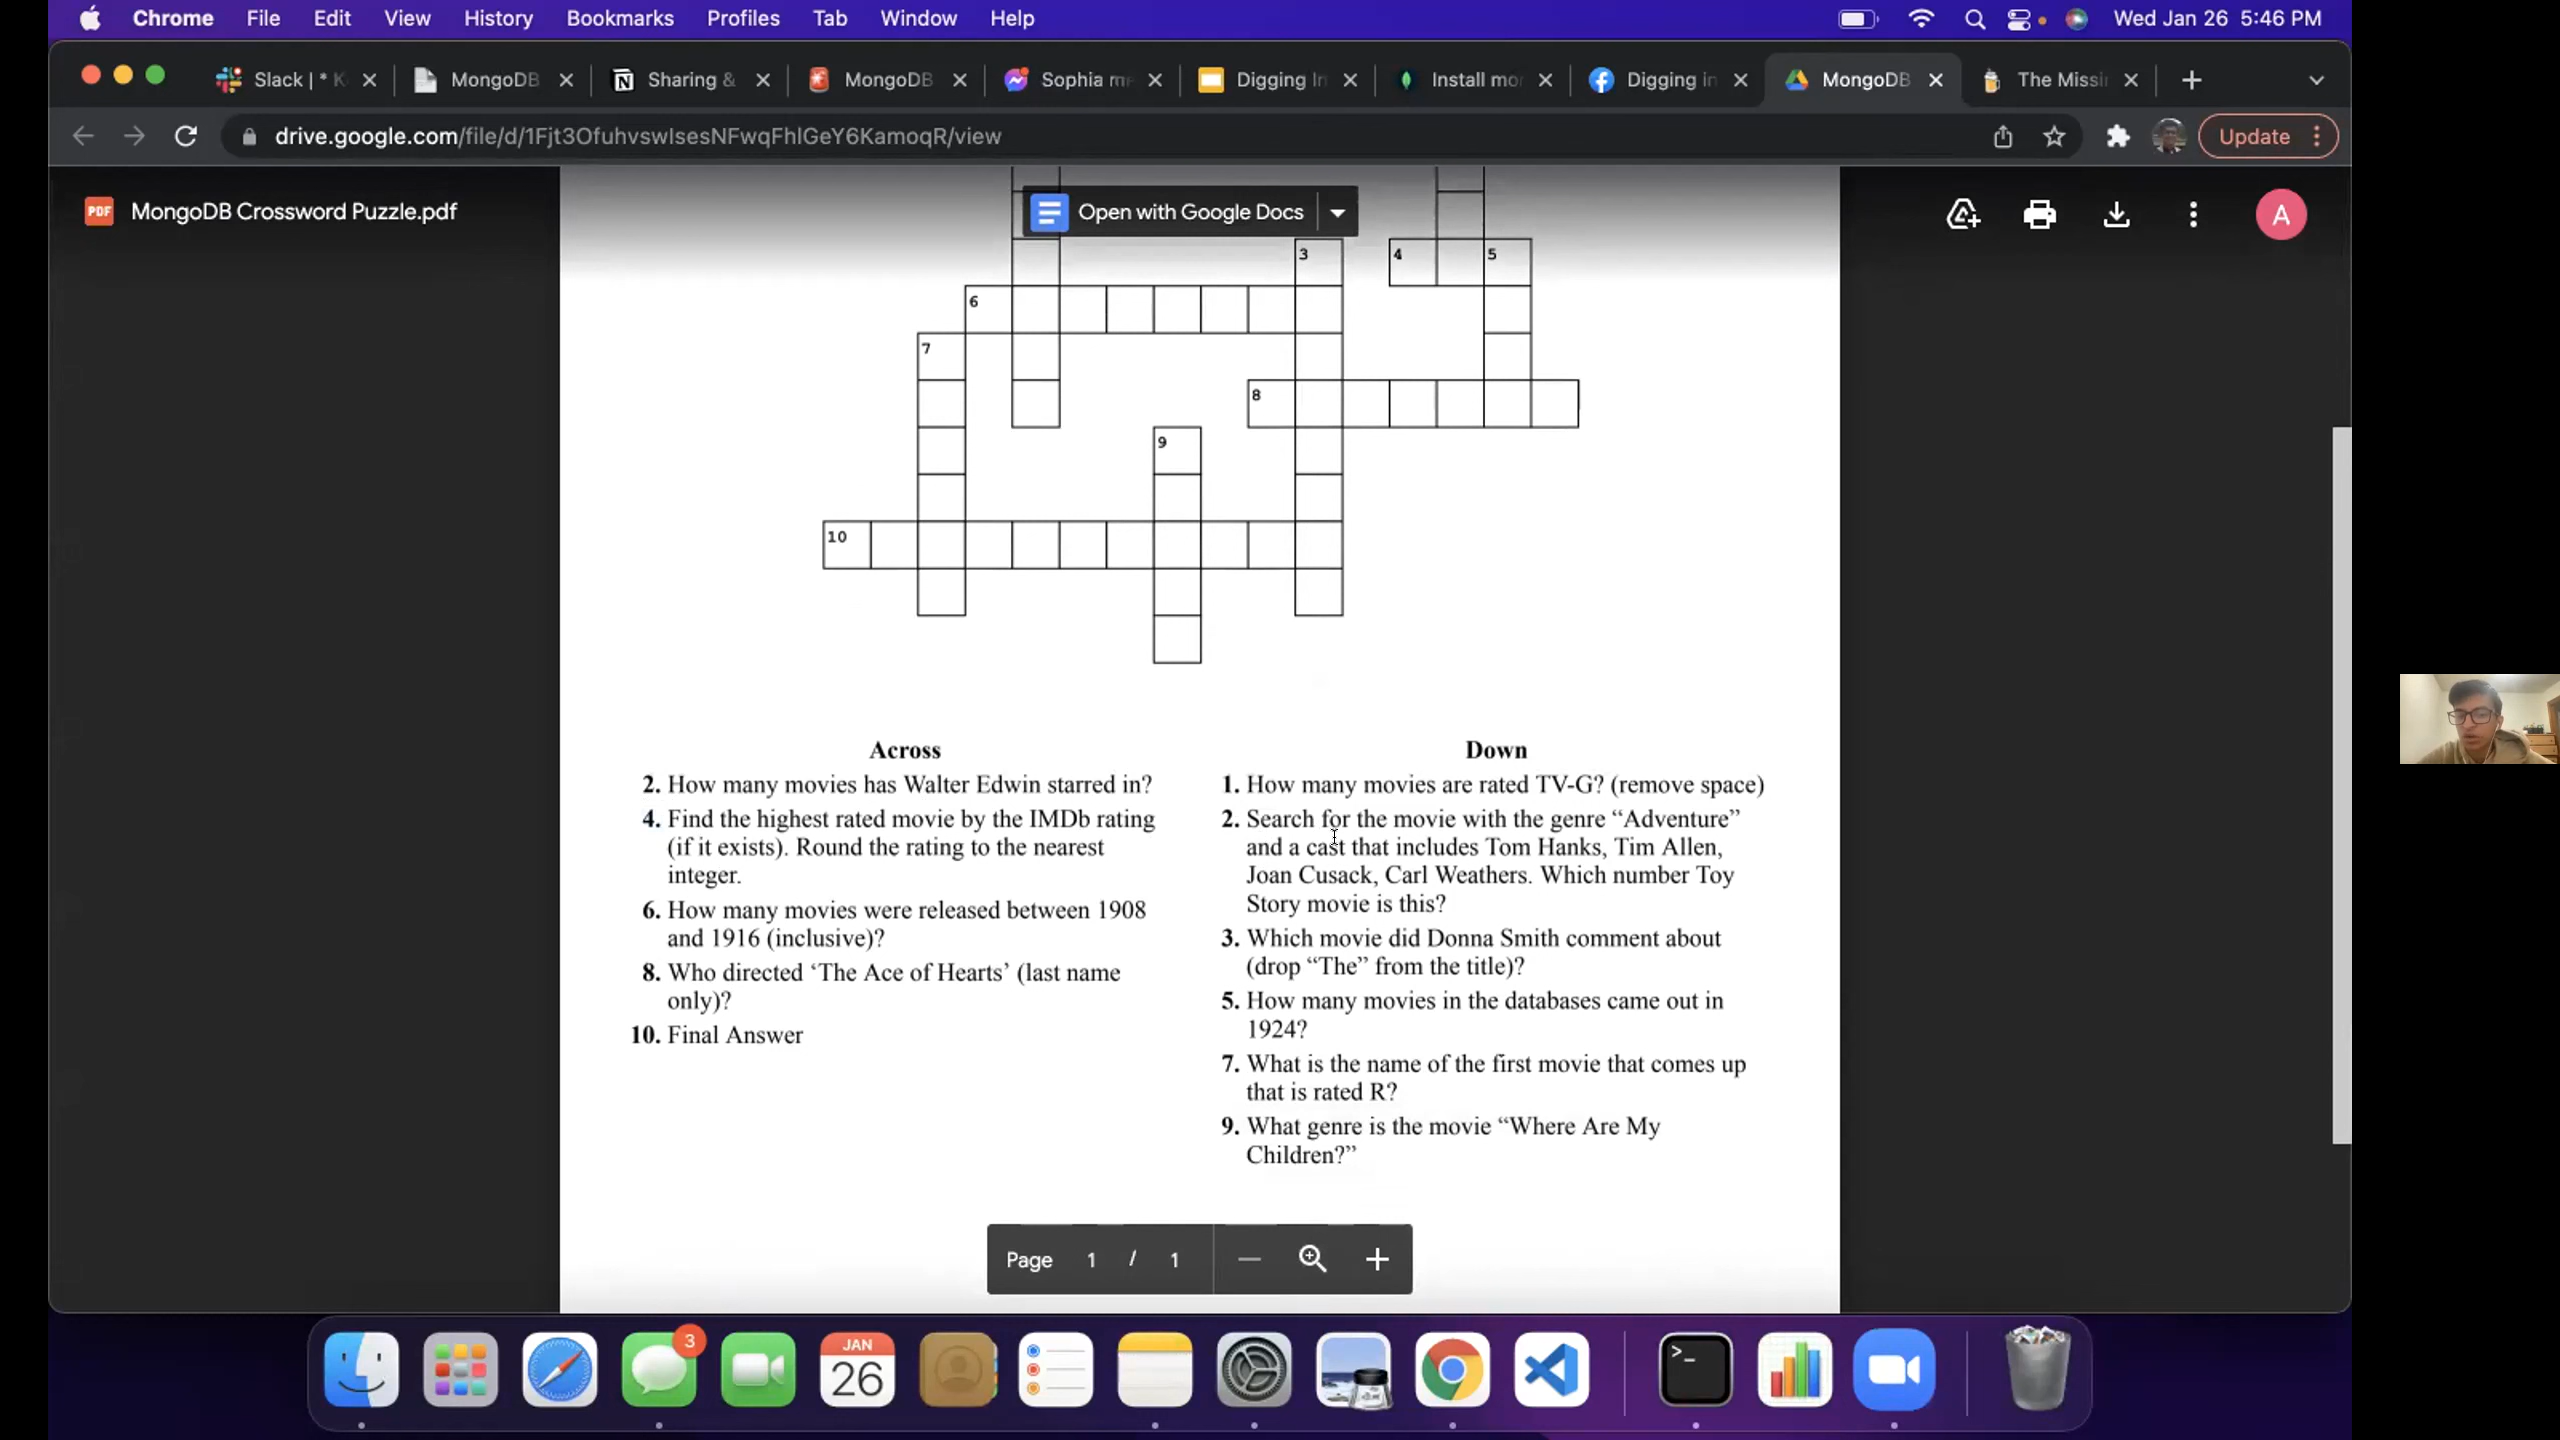 Chrome File Edit View History Bookmarks Profiles Tab Window Help Wed Jan 26 5:46 PM
Slack | * K MongoDB Sharing & MongoDB Sophia m Digging In Install mo Digging in MongoDB The Missi
drive.google.com/file/d/1Fjt3OfuhvswIsesNFwqFhlGeY6KamoqR/view Update
PDF MongoDB Crossword Puzzle.pdf Open with Google Docs A
3 4 5
6
7
8
9
10
Across
2. How many movies has Walter Edwin starred in?
4. Find the highest rated movie by the IMDb rating
(if it exists). Round the rating to the nearest
integer.
6. How many movies were released between 1908
and 1916 (inclusive)?
8. Who directed ‘The Ace of Hearts’ (last name
only)?
10. Final Answer
Down
1. How many movies are rated TV-G? (remove space)
2. Search for the movie with the genre “Adventure”
and a cast that includes Tom Hanks, Tim Allen,
Joan Cusack, Carl Weathers. Which number Toy
Story movie is this?
3. Which movie did Donna Smith comment about
(drop “The” from the title)?
5. How many movies in the databases came out in
1924?
7. What is the name of the first movie that comes up
that is rated R?
9. What genre is the movie “Where Are My
Children?”
Page 1 / 1
3
JAN
26